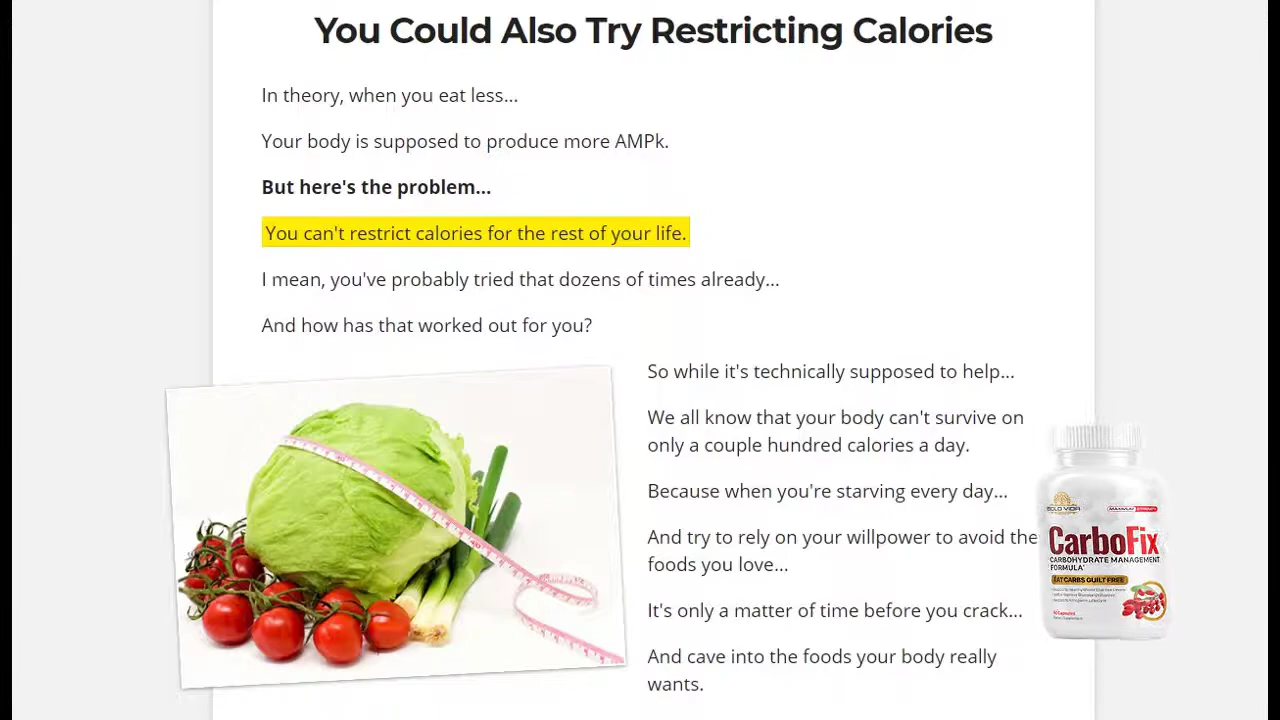 You Could Also Try Restricting Calories
In theory, when you eat less...
Your body is supposed to produce more AMPk.
But here's the problem...
You can't restrict calories for the rest of your life.
I mean, you've probably tried that dozens of times already...
And how has that worked out for you?
So while it's technically supposed to help...
We all know that your body can't survive on
only a couple hundred calories a day.
Because when you're starving every day...
And try to rely on your willpower to avoid the
foods you love...
It's only a matter of time before you crack...
And cave into the foods your body really
wants.
MAXIMUM STRENGTH
CarboFix
CARBOHYDRATE MANAGEMENT
FORMULA
EAT CARBS GUILT FREE